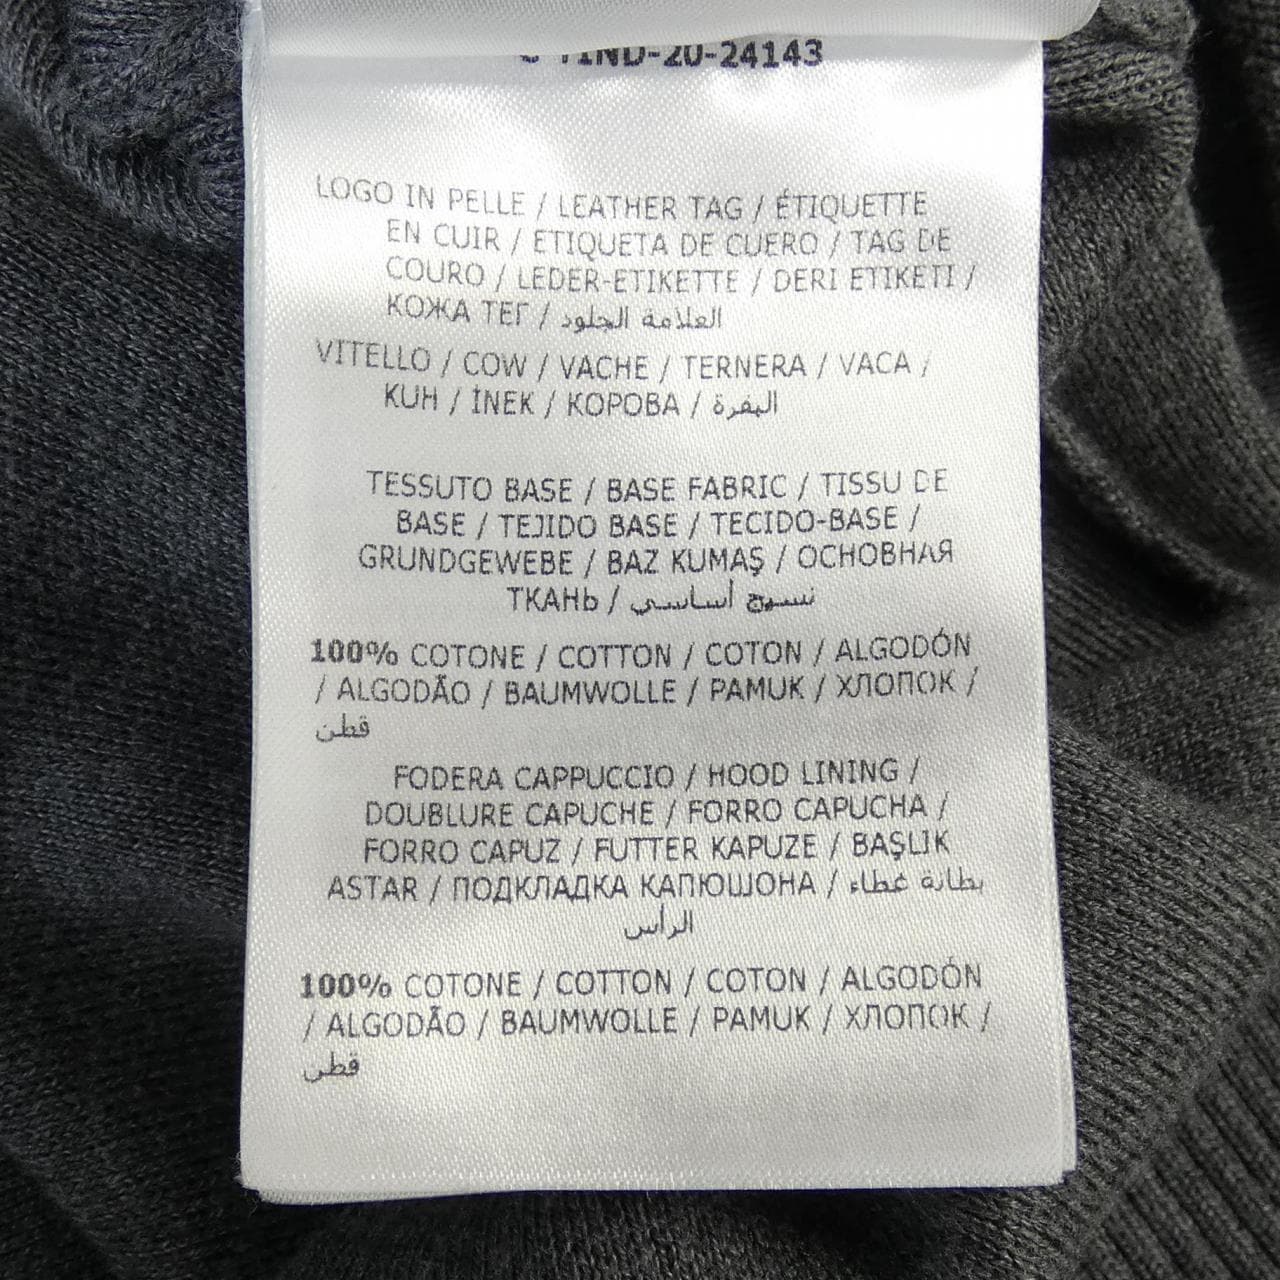 IND-20-24143
LOGO IN PELLE / LEATHER TAG / ÉTIQUETTE
EN CUIR / ETIQUETA DE CUERO / TAG DE
COURO / LEDER-ETIKETTE / DERI ETIKETI /
КОЖА ТЕГ / العلامة الجلود
VITELLO / COW / VACHE / TERNERA / VACA /
KUH / İNEK / КОРОВА / البقرة
TESSUTO BASE / BASE FABRIC / TISSU DE
BASE / TEJIDO BASE / TECIDO-BASE /
GRUNDGEWEBE / BAZ KUMAŞ / ОСНОВНАЯ
ТКАНЬ / نسيج أساسي
100% COTONE / COTTON / COTON / ALGODÓN
/ ALGODÃO / BAUMWOLLE / PAMUK / ХЛОПОК /
قطن
FODERA CAPPUCCIO / HOOD LINING /
DOUBLURE CAPUCHE / FORRO CAPUCHA /
FORRO CAPUZ / FUTTER KAPUZE / BAŞLIK
ASTAR / ПОДКЛАДКА КАПЮШОНА / بطانة غطاء
الرأس
100% COTONE / COTTON / COTON / ALGODÓN
/ ALGODÃO / BAUMWOLLE / PAMUK / ХЛОПОК /
قطن